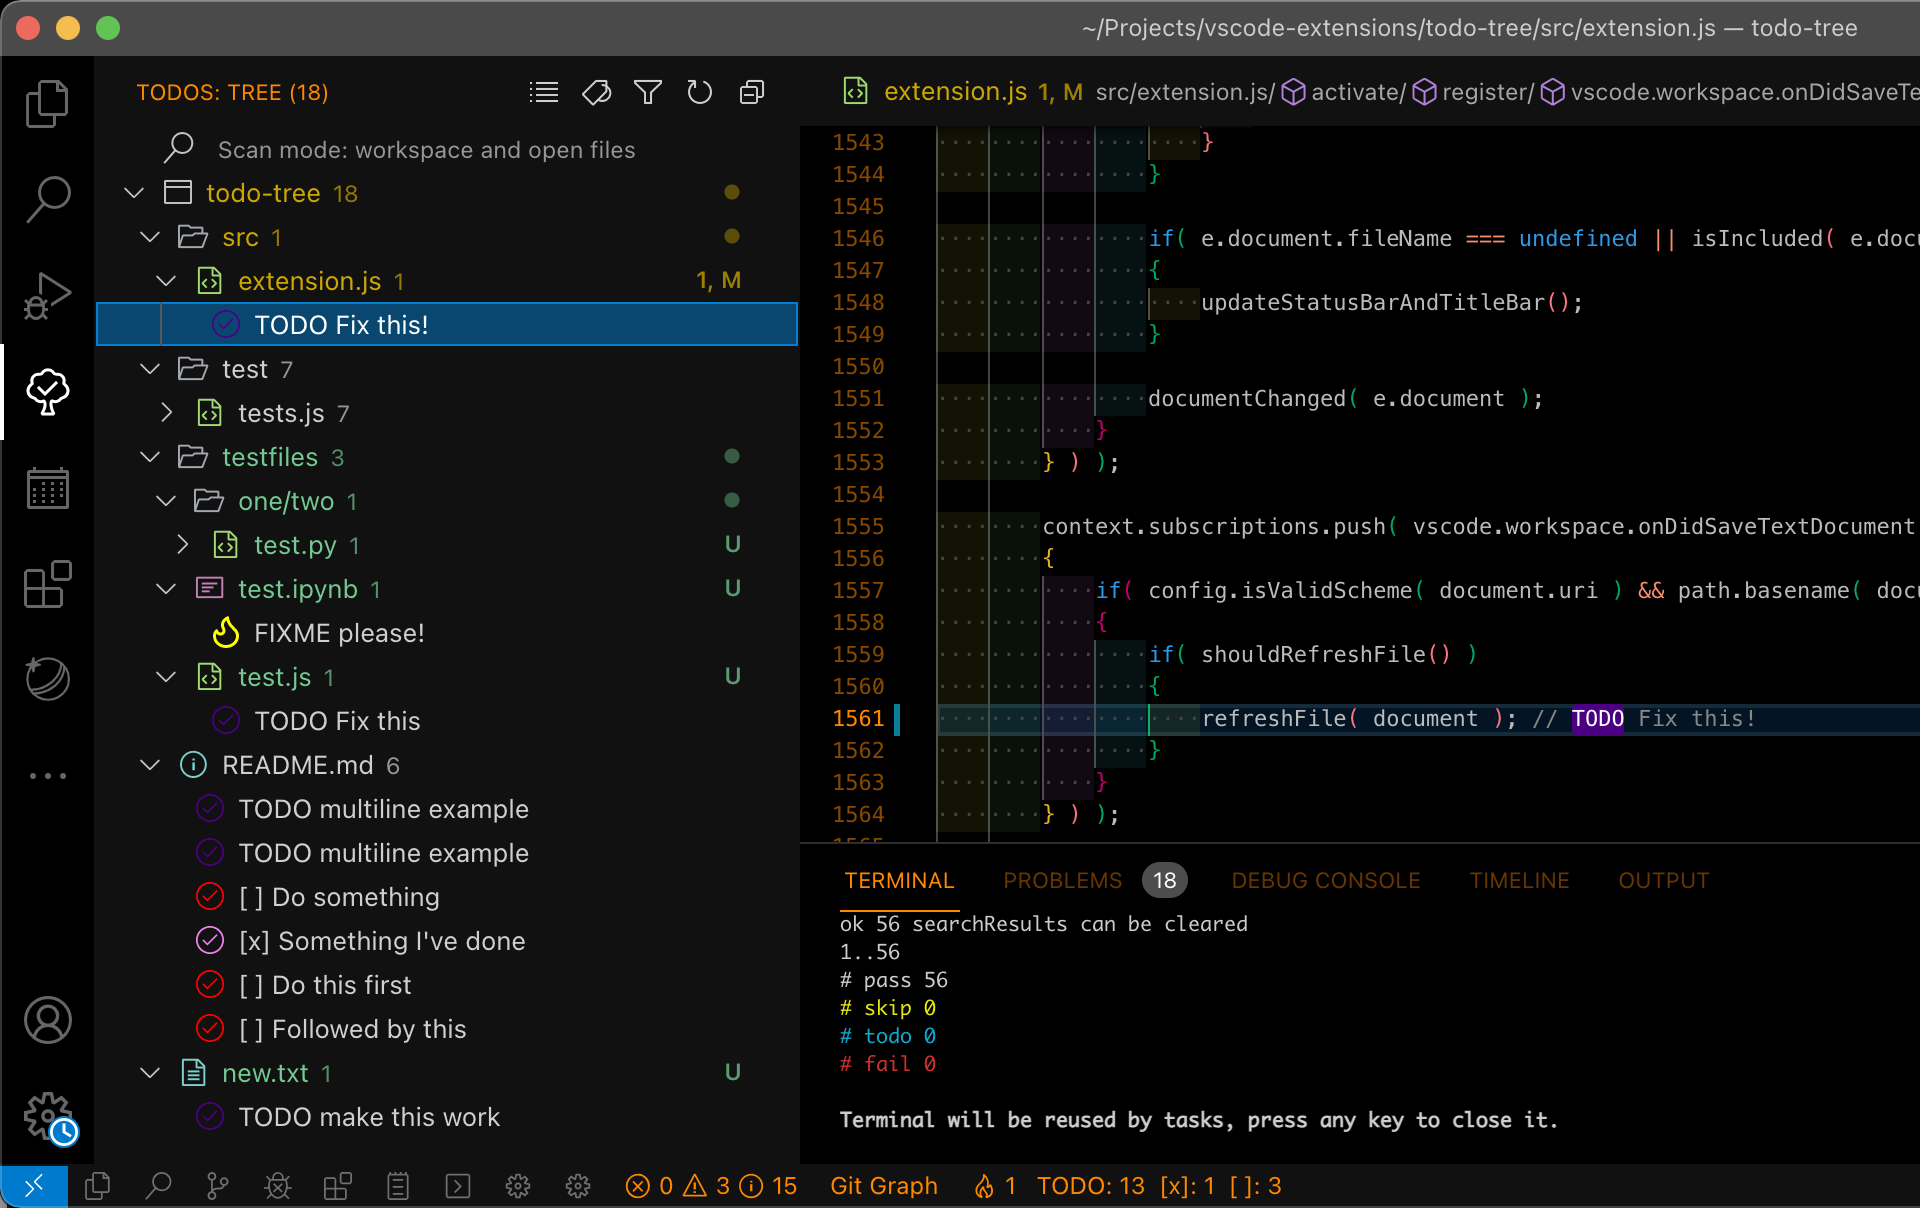 ~/Projects/vscode-extensions/todo-tree/src/extension.js — todo-tree
TODOS: TREE (18)
Scan mode: workspace and open files
todo-tree 18
src 1
extension.js 1 1, M
TODO Fix this!
test 7
tests.js 7
testfiles 3
one/two 1
test.py 1 U
test.ipynb 1 U
FIXME please!
test.js 1 U
TODO Fix this
README.md 6
TODO multiline example
TODO multiline example
[ ] Do something
[x] Something I've done
[ ] Do this first
[ ] Followed by this
new.txt 1 U
TODO make this work
extension.js 1, M src/extension.js/ activate/ register/ vscode.workspace.onDidSaveTe
1543 }
1544 }
1545
1546 if( e.document.fileName === undefined || isIncluded( e.docu
1547 {
1548 updateStatusBarAndTitleBar();
1549 }
1550
1551 documentChanged( e.document );
1552 }
1553 } ) );
1554
1555 context.subscriptions.push( vscode.workspace.onDidSaveTextDocument
1556 {
1557 if( config.isValidScheme( document.uri ) && path.basename( docu
1558 {
1559 if( shouldRefreshFile() )
1560 {
1561 refreshFile( document ); // TODO Fix this!
1562 }
1563 }
1564 } ) );
TERMINAL PROBLEMS 18 DEBUG CONSOLE TIMELINE OUTPUT
ok 56 searchResults can be cleared
1..56
# pass 56
# skip 0
# todo 0
# fail 0
Terminal will be reused by tasks, press any key to close it.
0 3 15 Git Graph 1 TODO: 13 [x]: 1 [ ]: 3